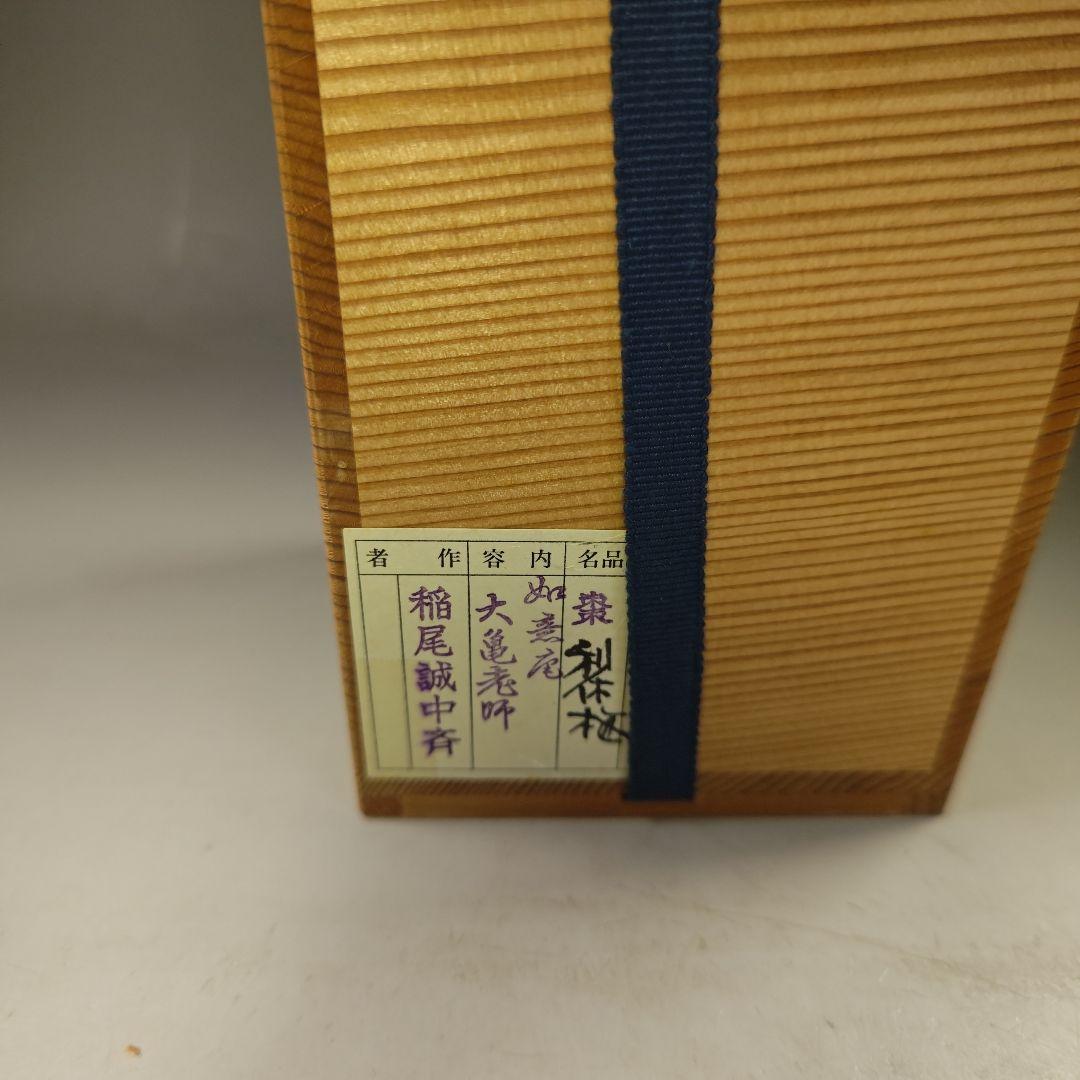 品名
棗 利休梅
内容
如意庵
大亀老師
作者
稲尾誠中斉